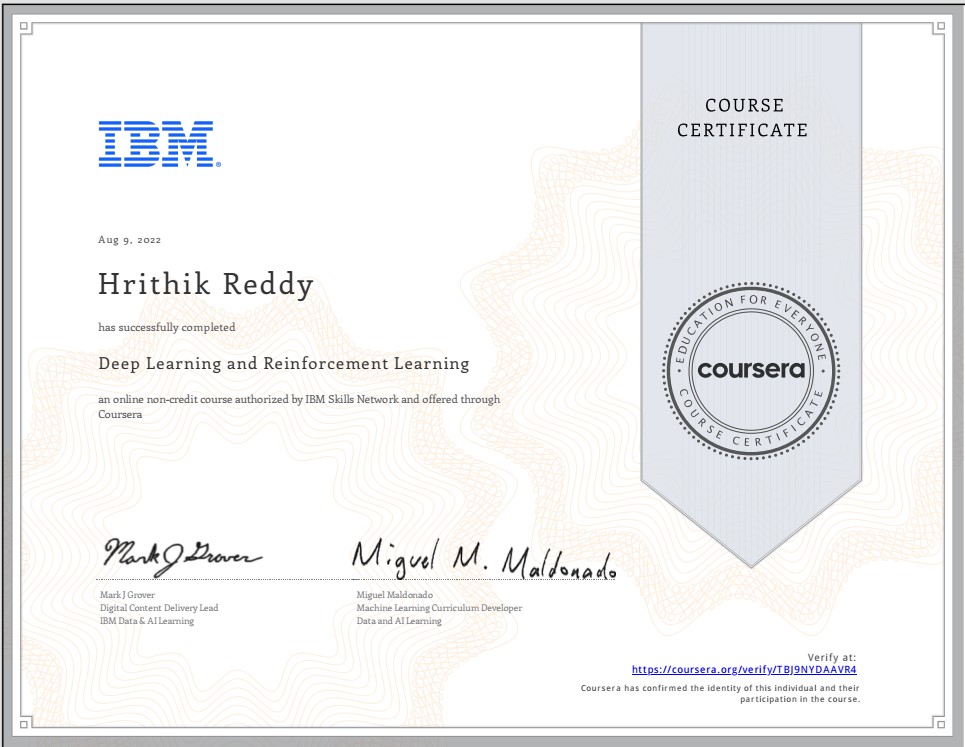 COURSE
CERTIFICATE
IBM®
Aug 9, 2022
Hrithik Reddy
has successfully completed
Deep Learning and Reinforcement Learning
an online non-credit course authorized by IBM Skills Network and offered through
Coursera
EDUCATION FOR EVERYONE
coursera
COURSE CERTIFICATE
Mark J Grover
Miguel M. Maldonado
Mark J Grover
Digital Content Delivery Lead
IBM Data & AI Learning
Miguel Maldonado
Machine Learning Curriculum Developer
Data and AI Learning
Verify at:
https://coursera.org/verify/TBJ9NYDAAVR4
Coursera has confirmed the identity of this individual and their
participation in the course.